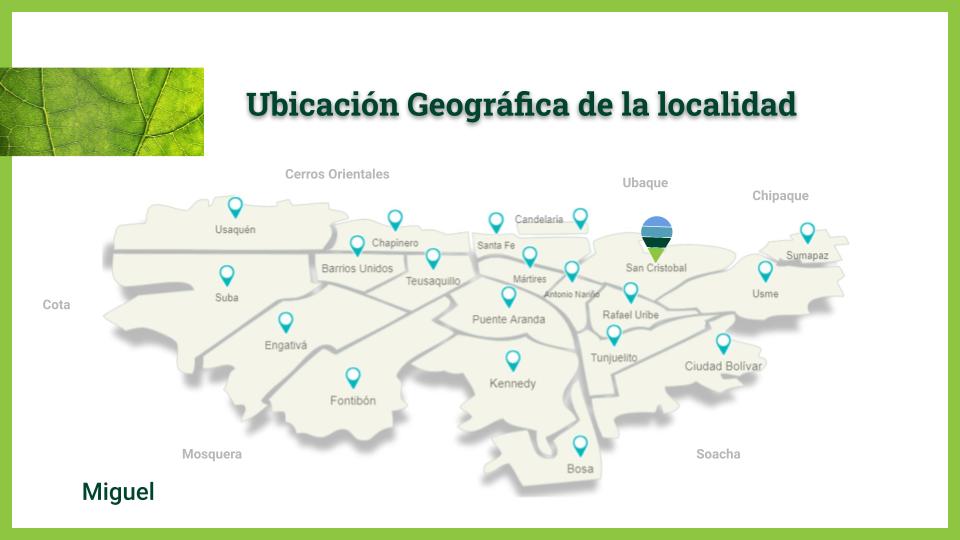 Ubicación Geográfica de la localidad
Cerros Orientales
Ubaque
Chipaque
Usaquén
Chapinero
Santa Fe
Candelaria
San Cristobal
Sumapaz
Barrios Unidos
Teusaquillo
Mártires
Antonio Nariño
Usme
Suba
Cota
Puente Aranda
Rafael Uribe
Engativá
Tunjuelito
Ciudad Bolívar
Kennedy
Fontibón
Mosquera
Bosa
Soacha
Miguel